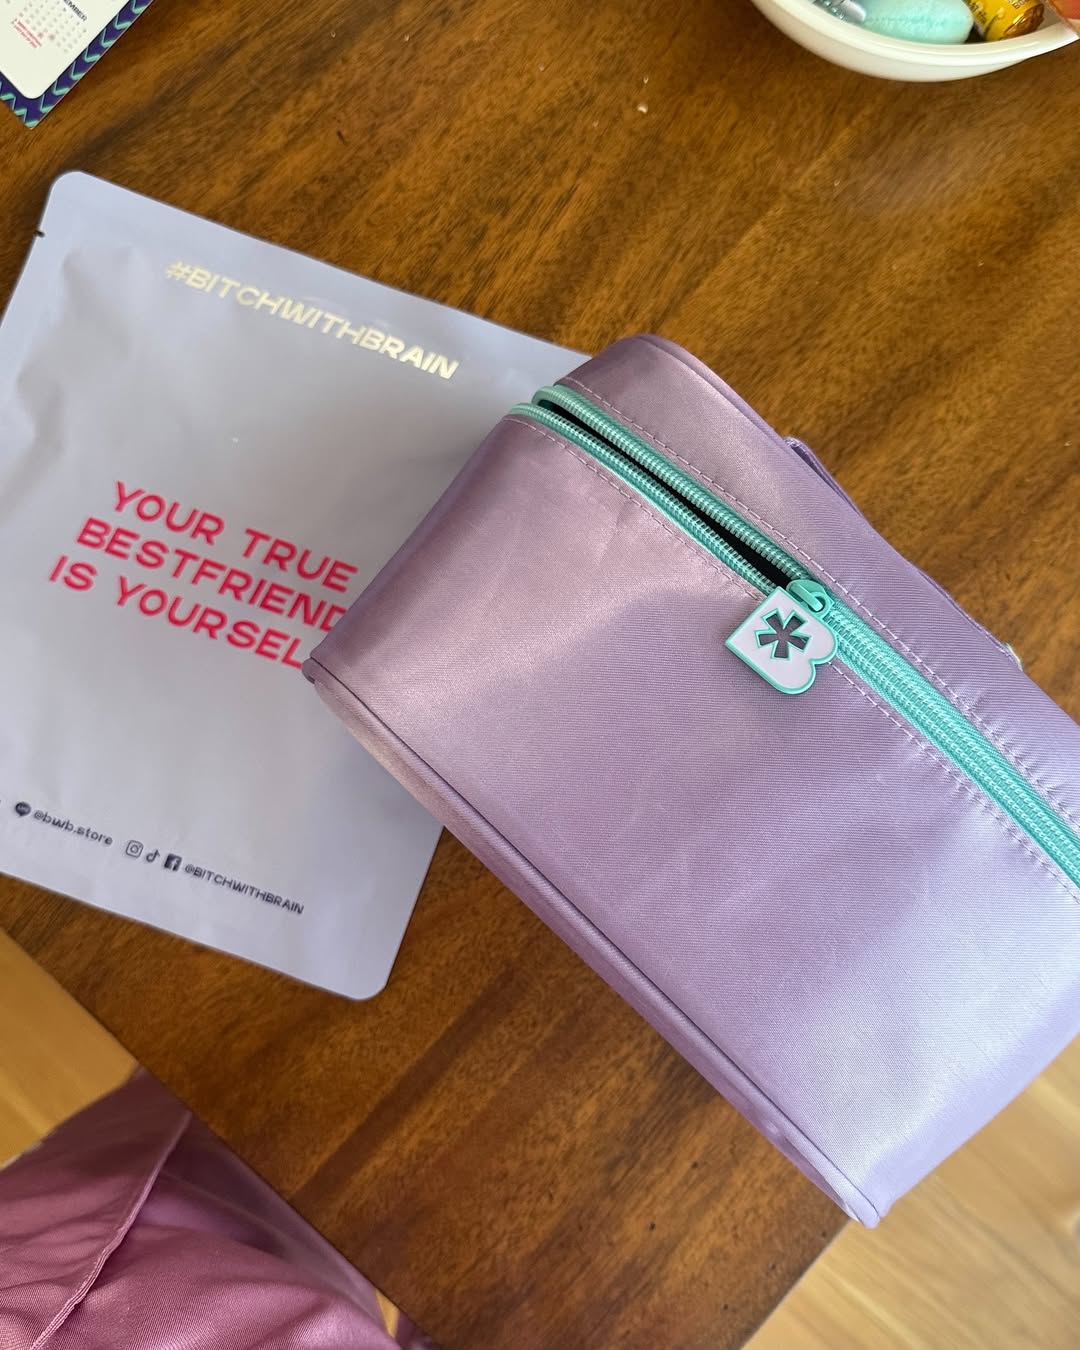 #BITCHWITHBRAIN
YOUR TRUE
BESTFRIEND
IS YOURSEL
@bwb.store
@BITCHWITHBRAIN